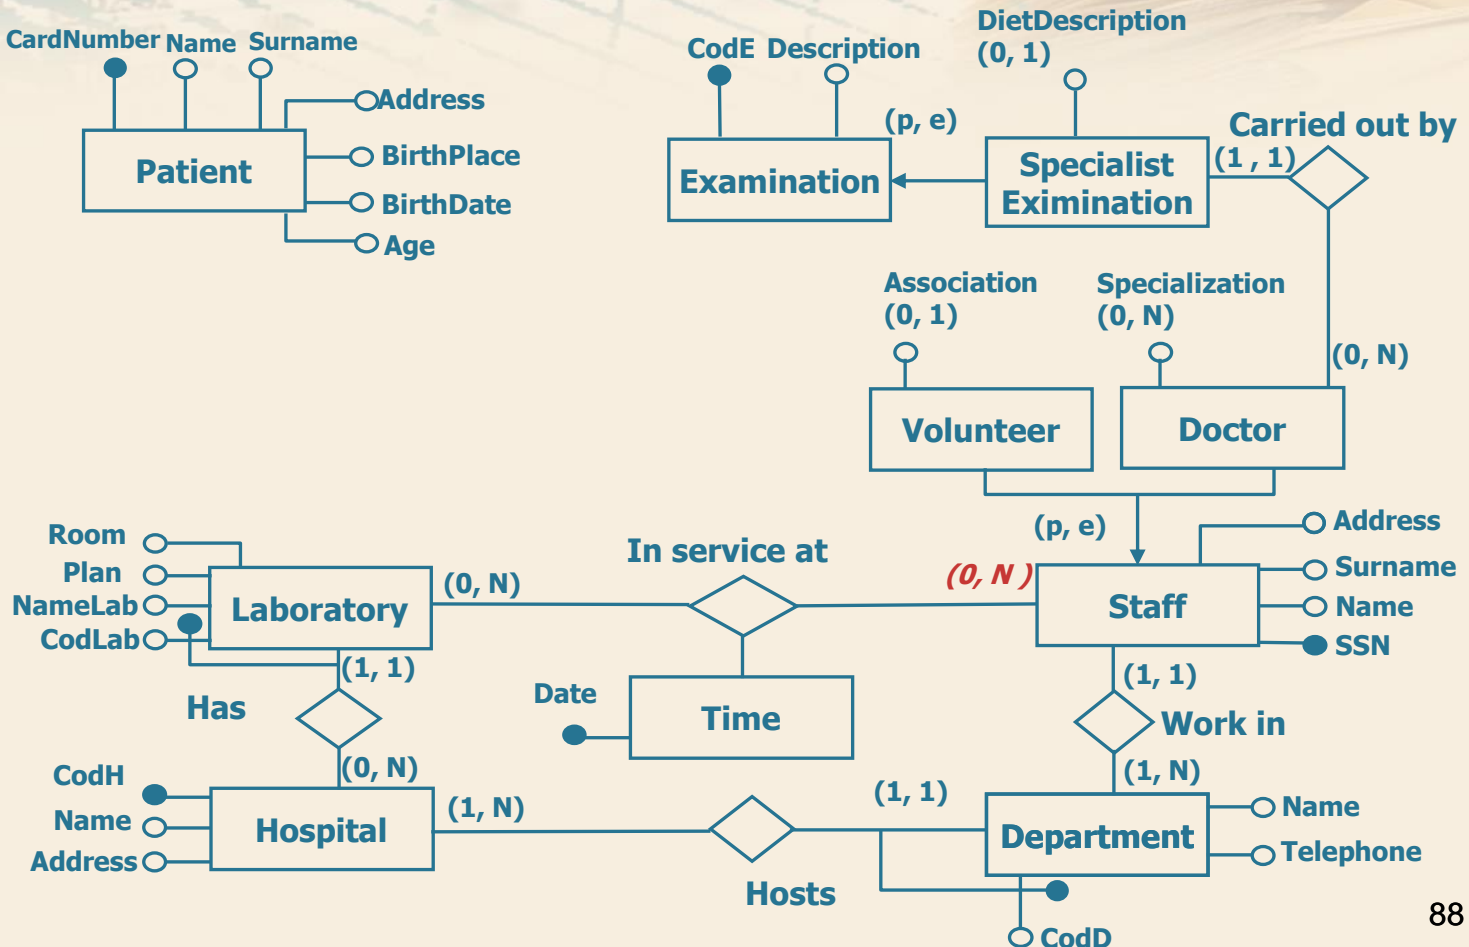 CardNumber Name Surname
Address
BirthPlace
BirthDate
Age
Patient
CodE Description
DietDescription
(0, 1)
(p, e)
Examination
Specialist
Eximination
Carried out by
(1 , 1)
(0, N)
Association
(0, 1)
Specialization
(0, N)
Volunteer
Doctor
(p, e)
Address
Surname
Name
SSN
Staff
(0, N )
In service at
(0, N)
Room
Plan
NameLab
CodLab
Laboratory
(1, 1)
Has
(0, N)
Date
Time
(1, 1)
Work in
(1, N)
CodH
Name
Address
Hospital
(1, N)
Hosts
(1, 1)
Department
Name
Telephone
CodD
88